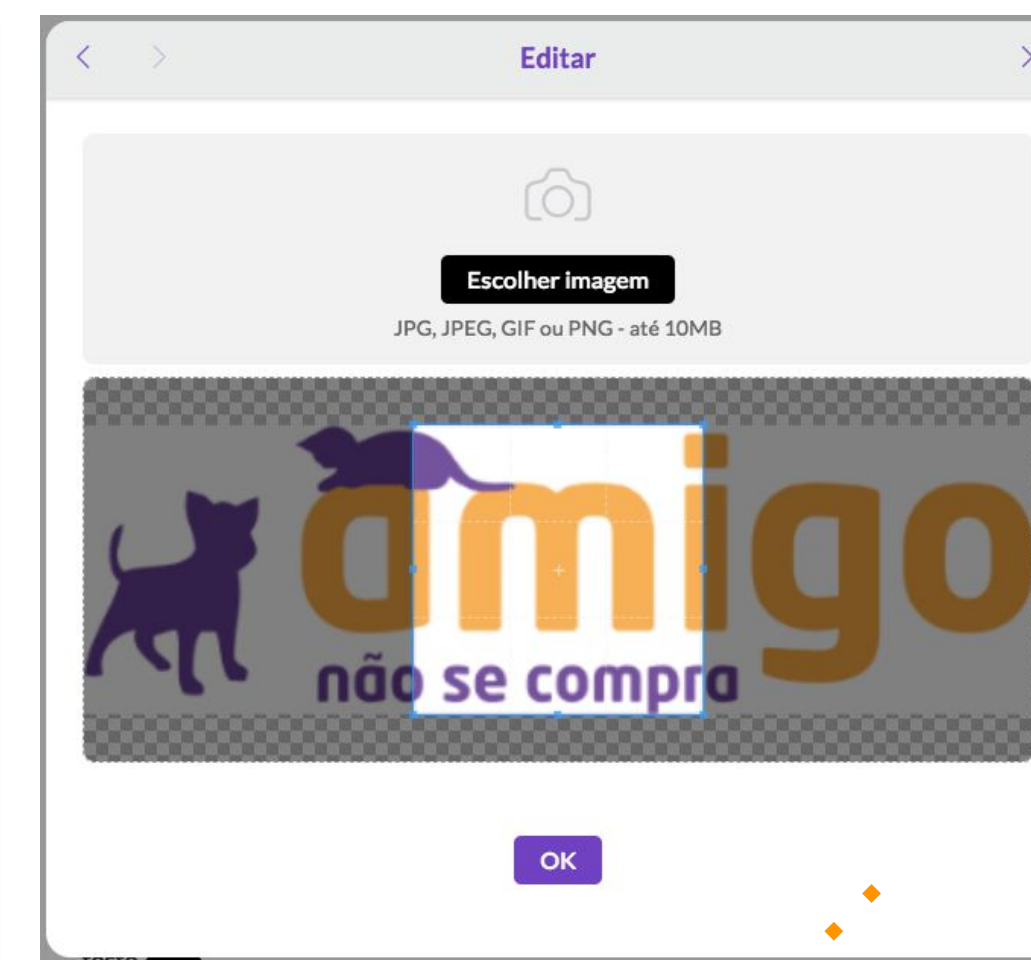 Editar
Escolher imagem
JPG, JPEG, GIF ou PNG - até 10MB
amigo
não se compra
OK